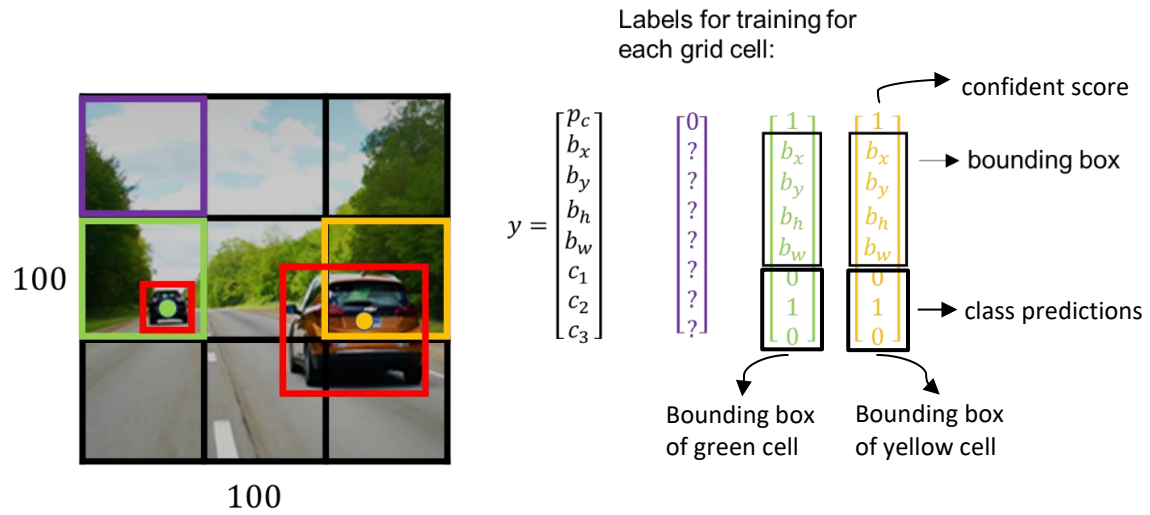 Labels for training for
each grid cell:
confident score
bounding box
class predictions
y =
p_c
b_x
b_y
b_h
b_w
c_1
c_2
c_3
0
?
?
?
?
?
?
?
1
b_x
b_y
b_h
b_w
0
1
0
1
b_x
b_y
b_h
b_w
0
1
0
Bounding box
of green cell
Bounding box
of yellow cell
100
100